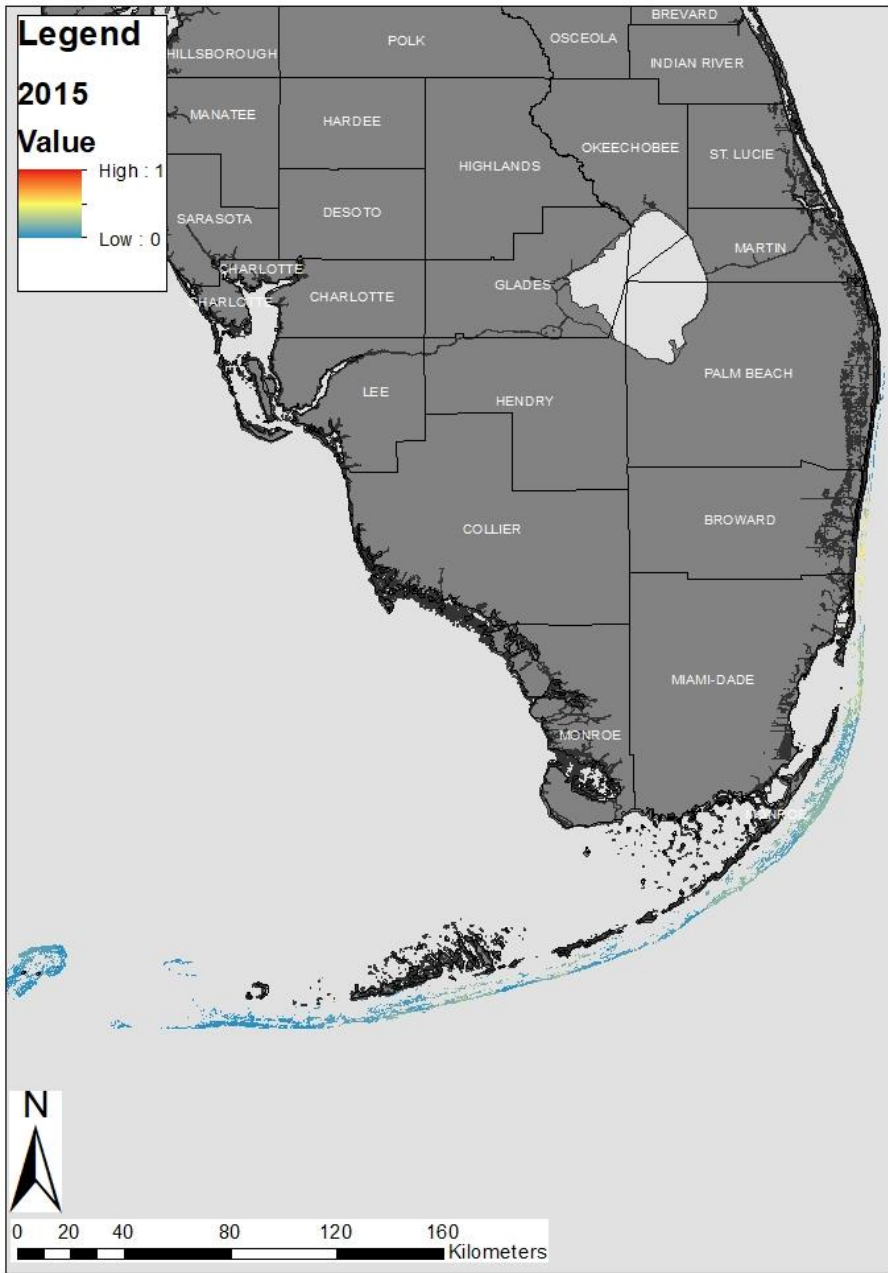 Legend
2015
Value
High : 1
Low : 0
BREVARD
HILLSBOROUGH
POLK
OSCEOLA
INDIAN RIVER
MANATEE
HARDEE
HIGHLANDS
OKEECHOBEE
ST. LUCIE
SARASOTA
DESOTO
MARTIN
CHARLOTTE
CHARLOTTE
CHARLOTTE
GLADES
LEE
HENDRY
PALM BEACH
COLLIER
BROWARD
MIAMI-DADE
MONROE
MONROE
N
0 20 40 80 120 160
Kilometers